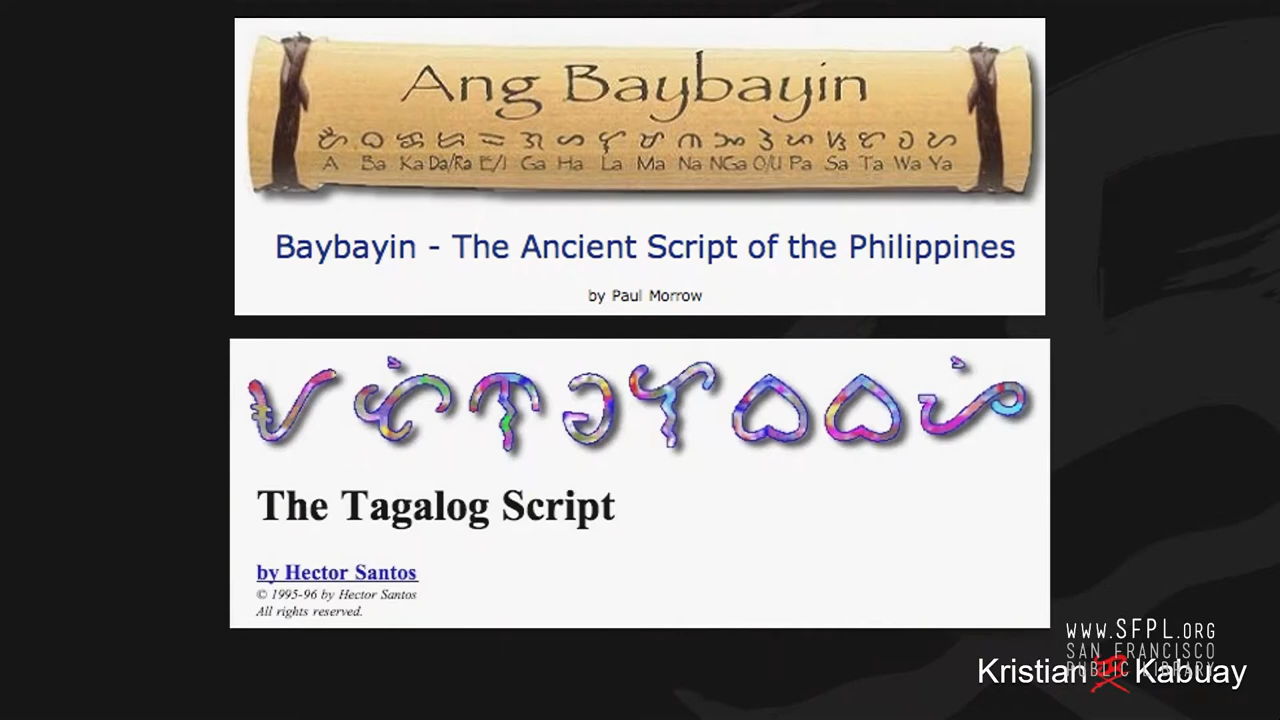 Ang Baybayin
ᜀ ᜊ ᜃ ᜇ ᜁ ᜄ ᜑ ᜎ ᜋ ᜈ ᜅ ᜂ ᜉ ᜐ ᜆ ᜏ ᜌ
A Ba Ka Da/Ra E/I Ga Ha La Ma Na NGa O/U Pa Sa Ta Wa Ya
Baybayin - The Ancient Script of the Philippines
by Paul Morrow
The Tagalog Script
by Hector Santos
© 1995-96 by Hector Santos
All rights reserved.
www.SFPL.org
SAN FRANCISCO
PUBLIC LIBRARY
Kristian Kabuay